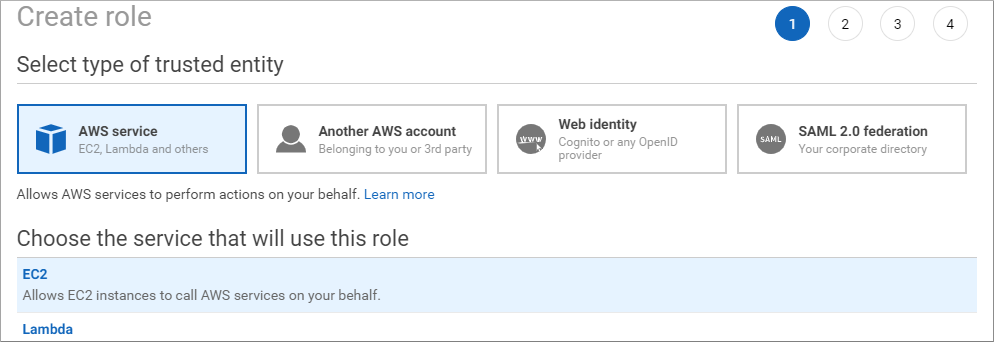 Create role
1 2 3 4
Select type of trusted entity
AWS service
EC2, Lambda and others
Another AWS account
Belonging to you or 3rd party
www
Web identity
Cognito or any OpenID
provider
SAML
SAML 2.0 federation
Your corporate directory
Allows AWS services to perform actions on your behalf. Learn more
Choose the service that will use this role
EC2
Allows EC2 instances to call AWS services on your behalf.
Lambda